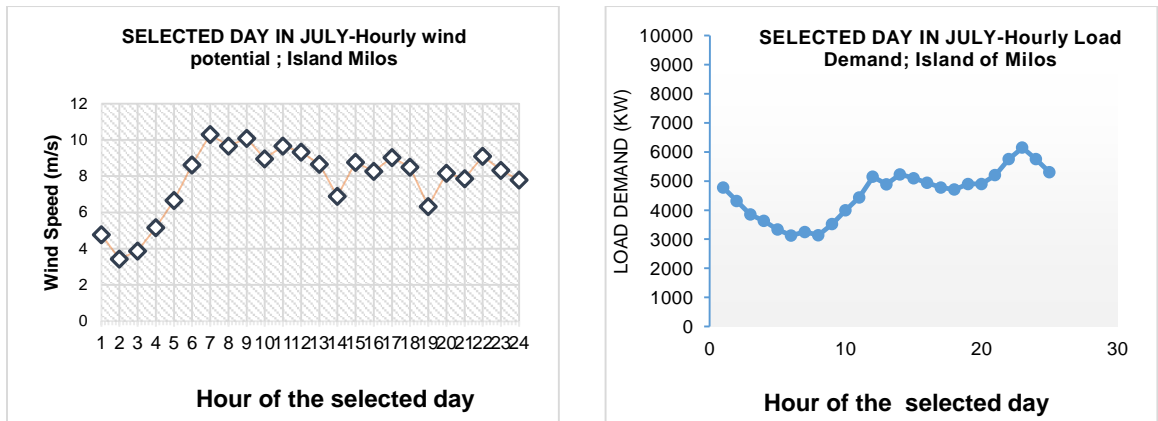 SELECTED DAY IN JULY-Hourly wind
potential ; Island Milos
Wind Speed (m/s)
12
10
8
6
4
2
0
1 2 3 4 5 6 7 8 9 10 11 12 13 14 15 16 17 18 19 20 21 22 23 24
Hour of the selected day
SELECTED DAY IN JULY-Hourly Load
Demand; Island of Milos
LOAD DEMAND (KW)
10000
9000
8000
7000
6000
5000
4000
3000
2000
1000
0
0 10 20 30
Hour of the selected day